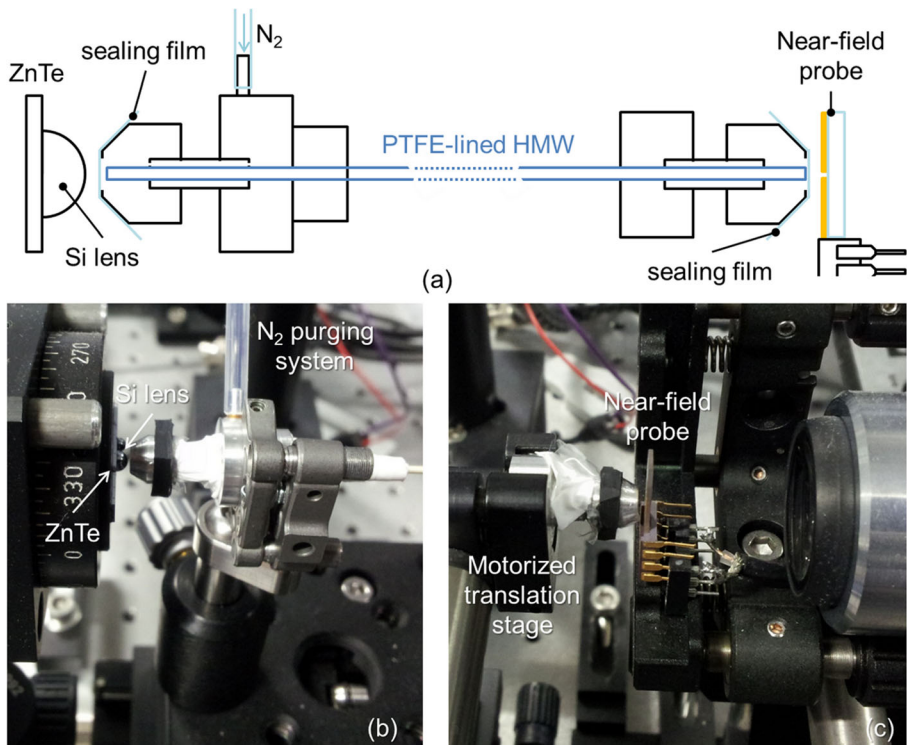 sealing film
N2
Near-field
probe
ZnTe
PTFE-lined HMW
Si lens
sealing film
(a)
N2 purging
system
Si lens
ZnTe
270
330
0
(b)
Near-field
probe
Motorized
translation
stage
(c)